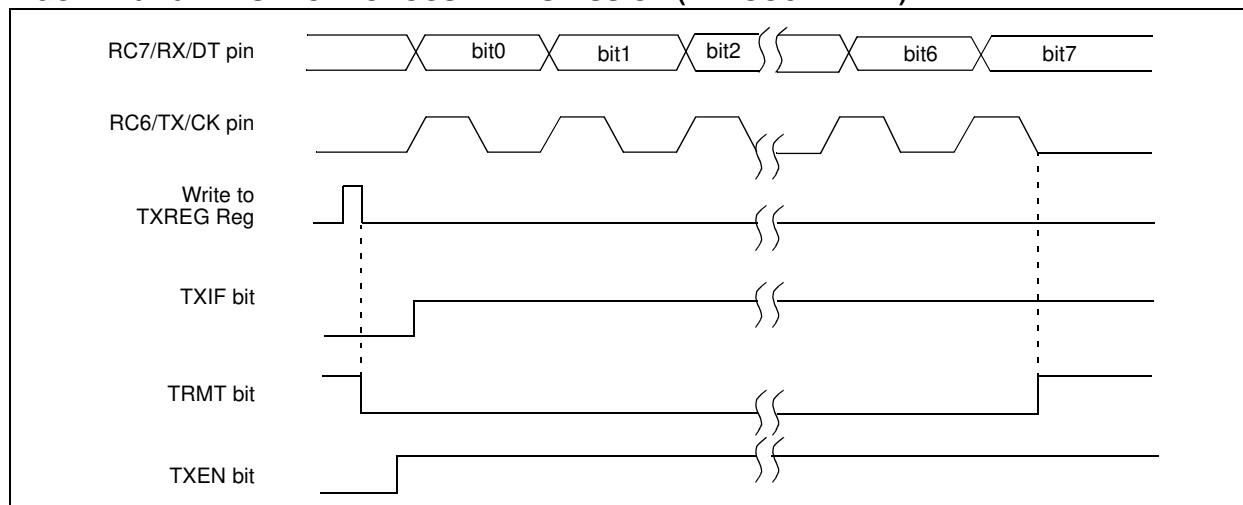 RC7/RX/DT pin
bit0 bit1 bit2 bit6 bit7
RC6/TX/CK pin
Write to
TXREG Reg
TXIF bit
TRMT bit
TXEN bit